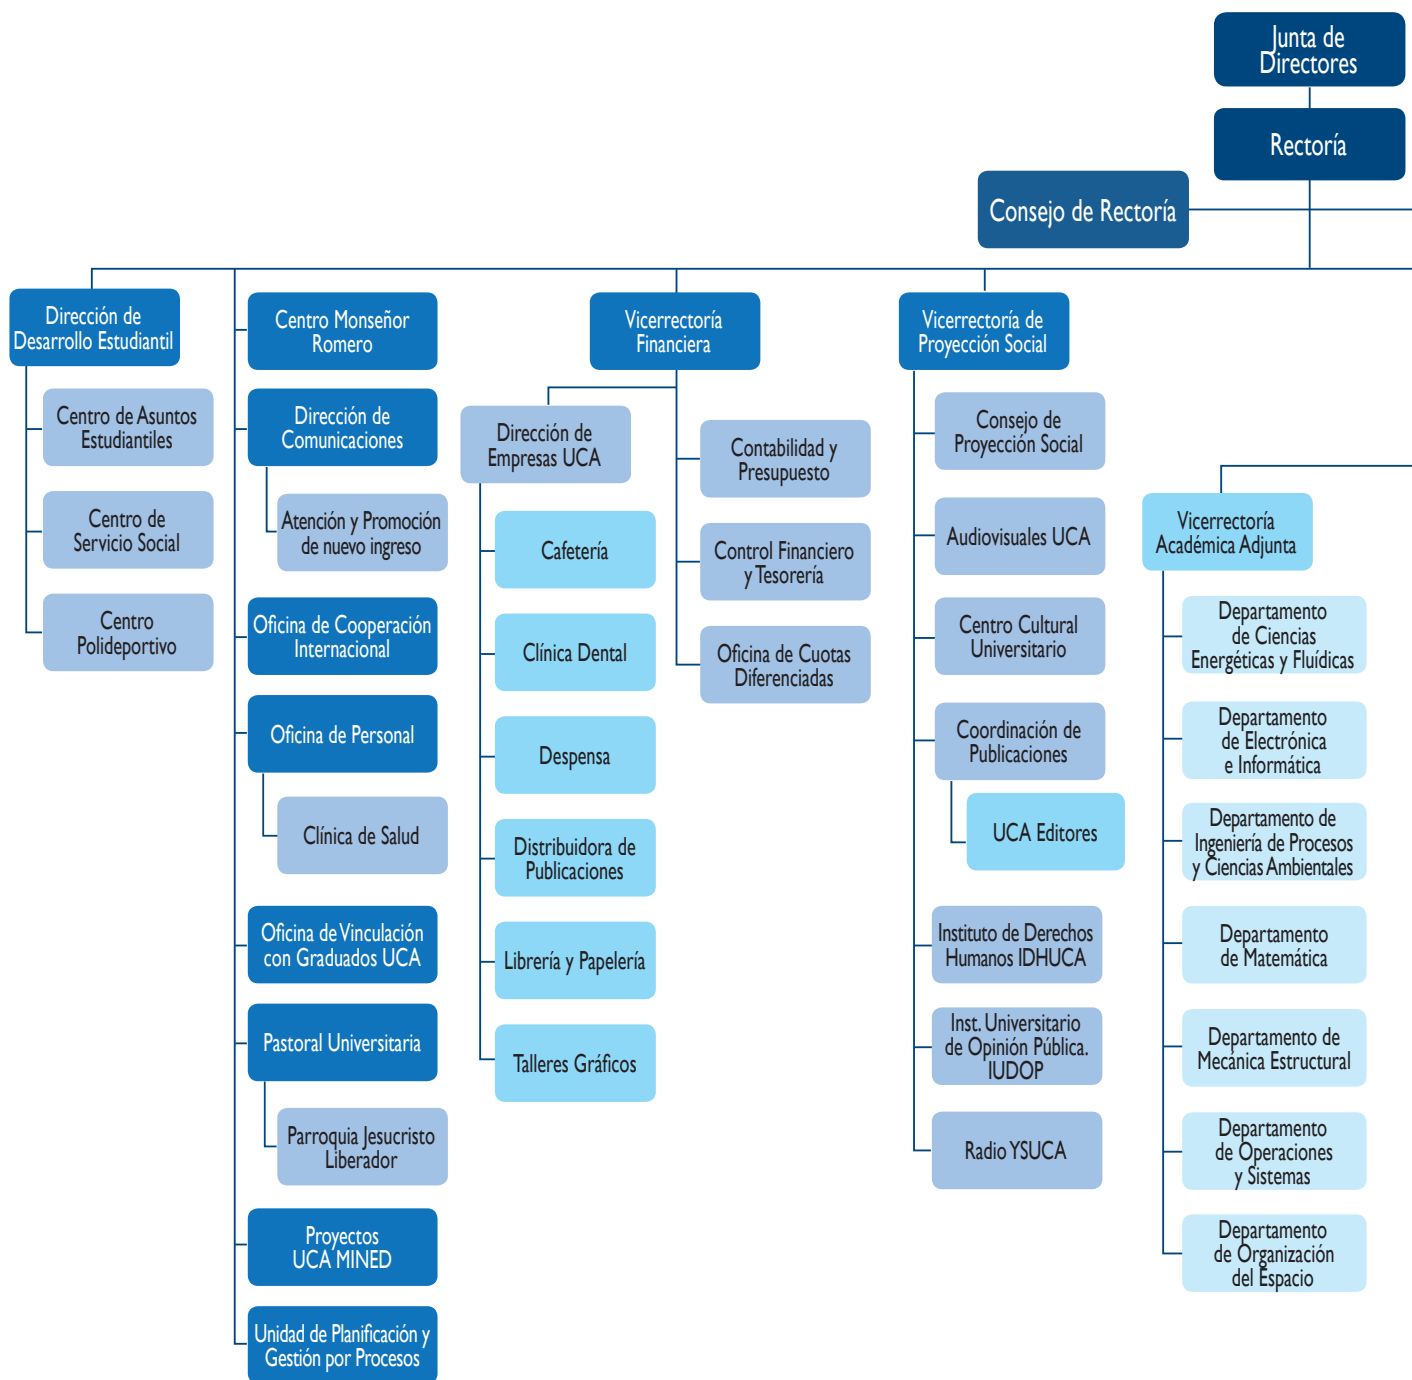 Junta de
Directores
Rectoría
Consejo de Rectoría
Dirección de
Desarrollo Estudiantil
Centro de Asuntos
Estudiantiles
Centro de
Servicio Social
Centro
Polideportivo
Centro Monseñor
Romero
Dirección de
Comunicaciones
Atención y Promoción
de nuevo ingreso
Oficina de Cooperación
Internacional
Oficina de Personal
Clínica de Salud
Oficina de Vinculación
con Graduados UCA
Pastoral Universitaria
Parroquia Jesucristo
Liberador
Proyectos
UCA MINED
Unidad de Planificación y
Gestión por Procesos
Vicerrectoría
Financiera
Dirección de
Empresas UCA
Cafetería
Clínica Dental
Despensa
Distribuidora de
Publicaciones
Librería y Papelería
Talleres Gráficos
Contabilidad y
Presupuesto
Control Financiero
y Tesorería
Oficina de Cuotas
Diferenciadas
Vicerrectoría de
Proyección Social
Consejo de
Proyección Social
Audiovisuales UCA
Centro Cultural
Universitario
Coordinación de
Publicaciones
UCA Editores
Instituto de Derechos
Humanos IDHUCA
Inst. Universitario
de Opinión Pública.
IUDOP
Radio YSUCA
Vicerrectoría
Académica Adjunta
Departamento
de Ciencias
Energéticas y Fluídicas
Departamento
de Electrónica
e Informática
Departamento de
Ingeniería de Procesos
y Ciencias Ambientales
Departamento
de Matemática
Departamento de
Mecánica Estructural
Departamento
de Operaciones
y Sistemas
Departamento
de Organización
del Espacio